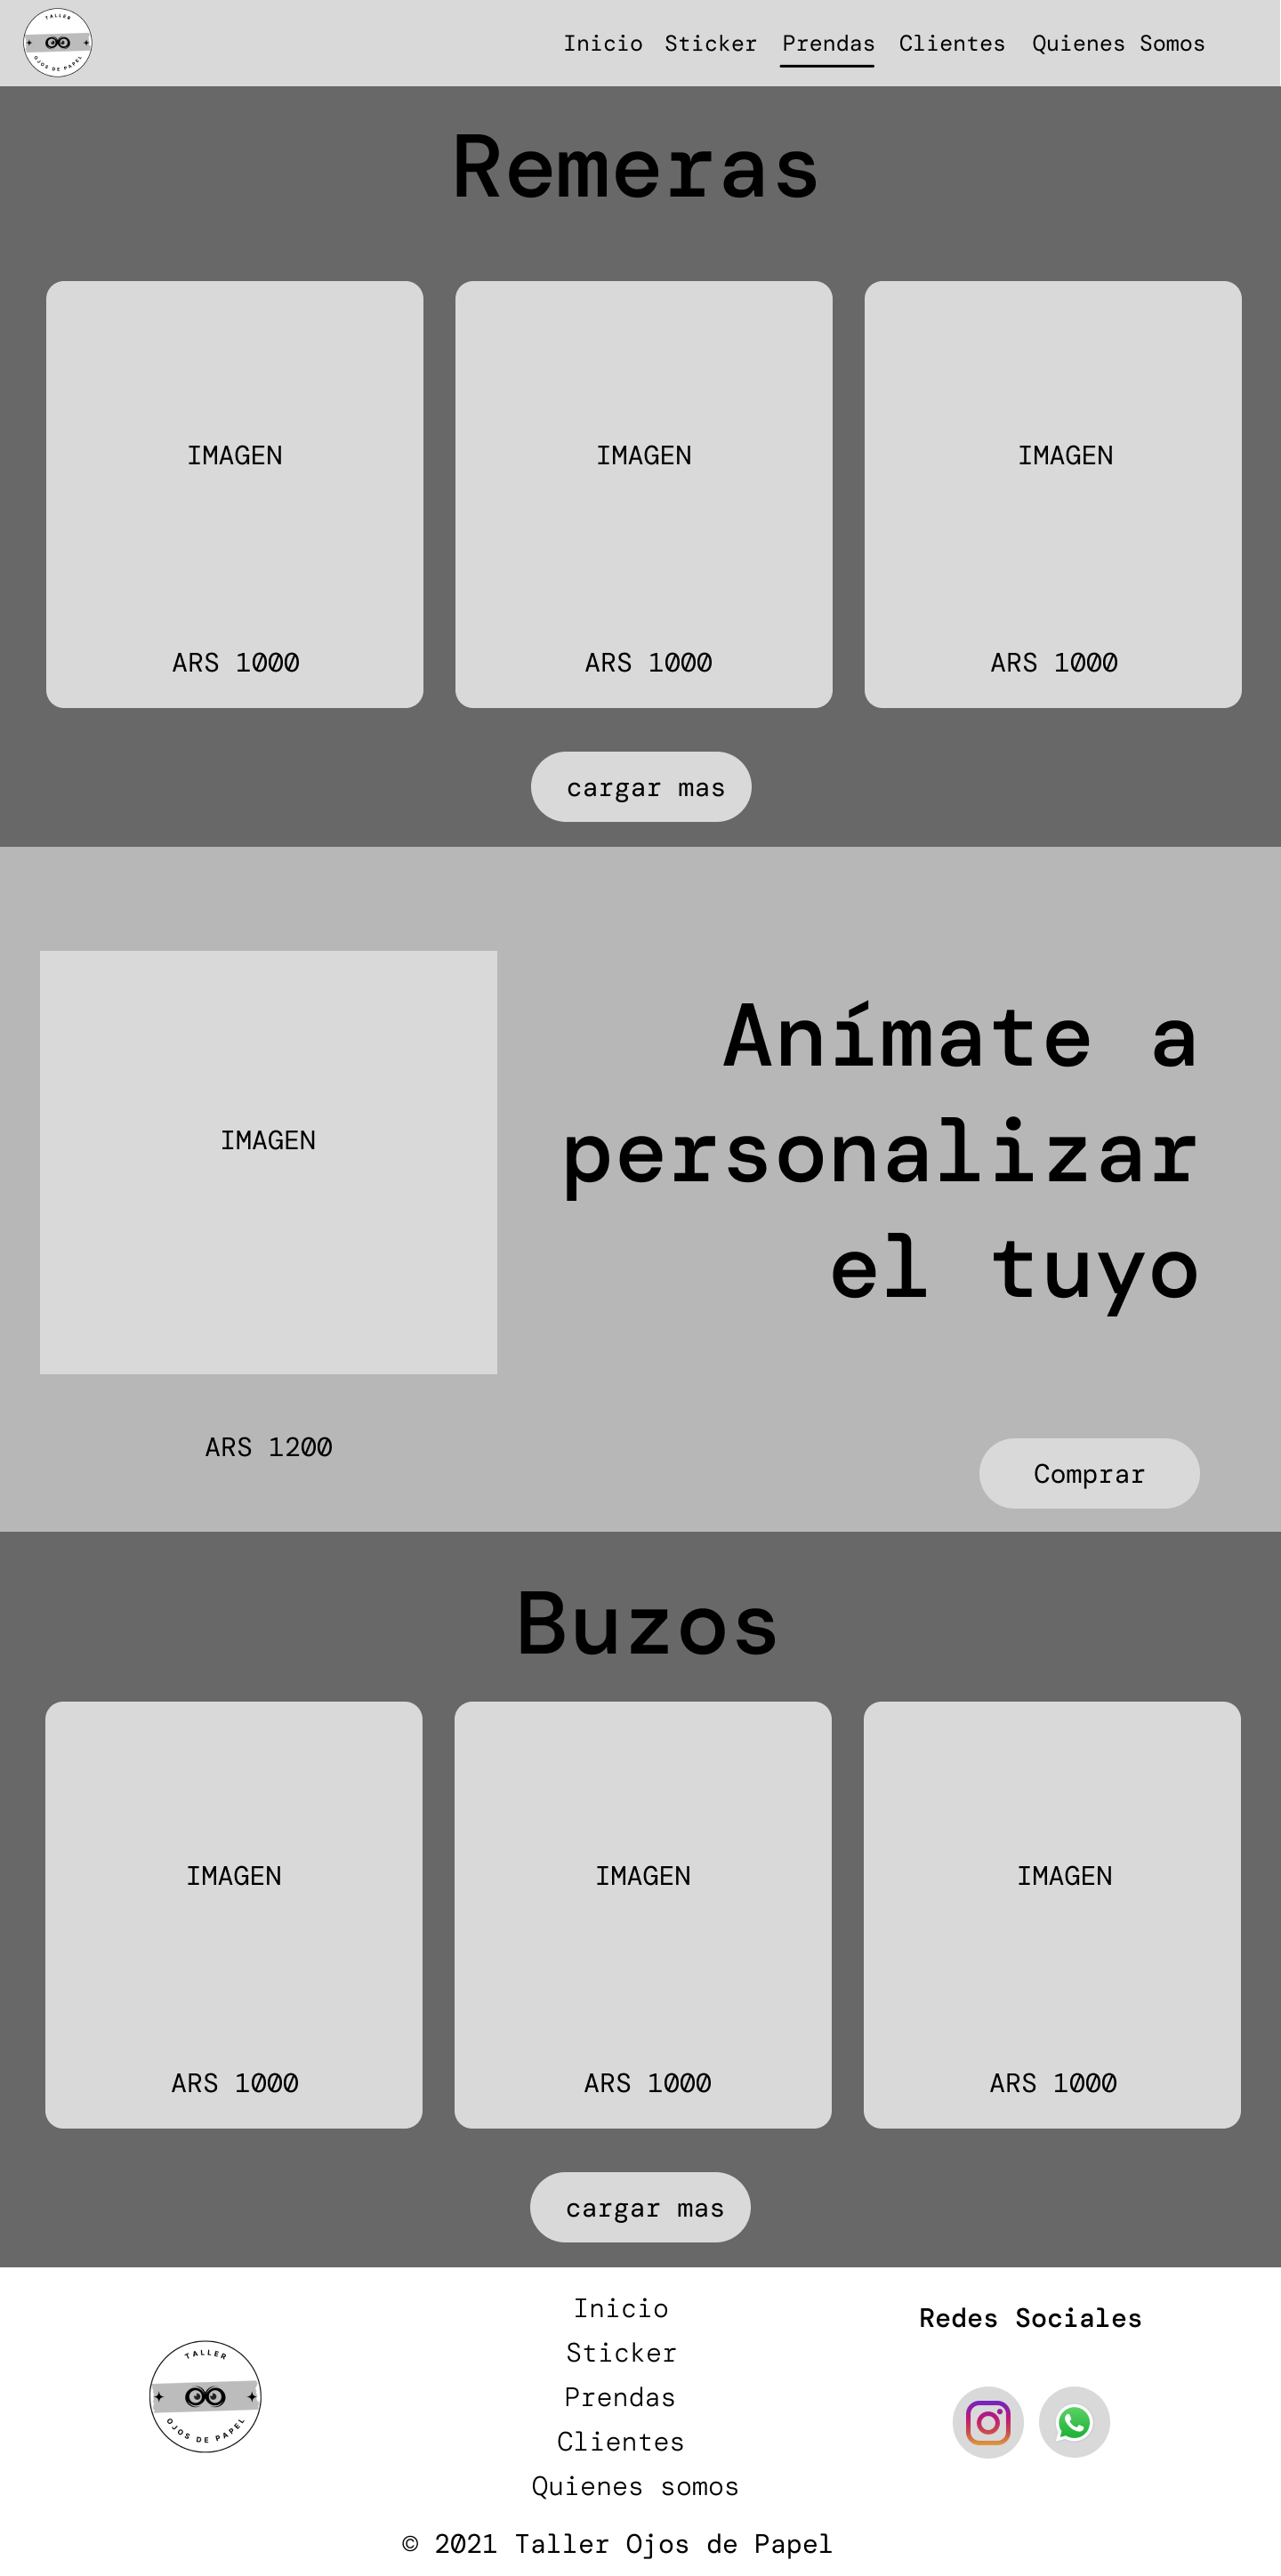 TALLER
OJOS DE PAPEL
Inicio Sticker Prendas Clientes Quienes Somos
Remeras
IMAGEN IMAGEN IMAGEN
ARS 1000 ARS 1000 ARS 1000
cargar mas
IMAGEN
ARS 1200
Anímate a
personalizar
el tuyo
Comprar
Buzos
IMAGEN IMAGEN IMAGEN
ARS 1000 ARS 1000 ARS 1000
cargar mas
TALLER
OJOS DE PAPEL
Inicio
Sticker
Prendas
Clientes
Quienes somos
Redes Sociales
© 2021 Taller Ojos de Papel